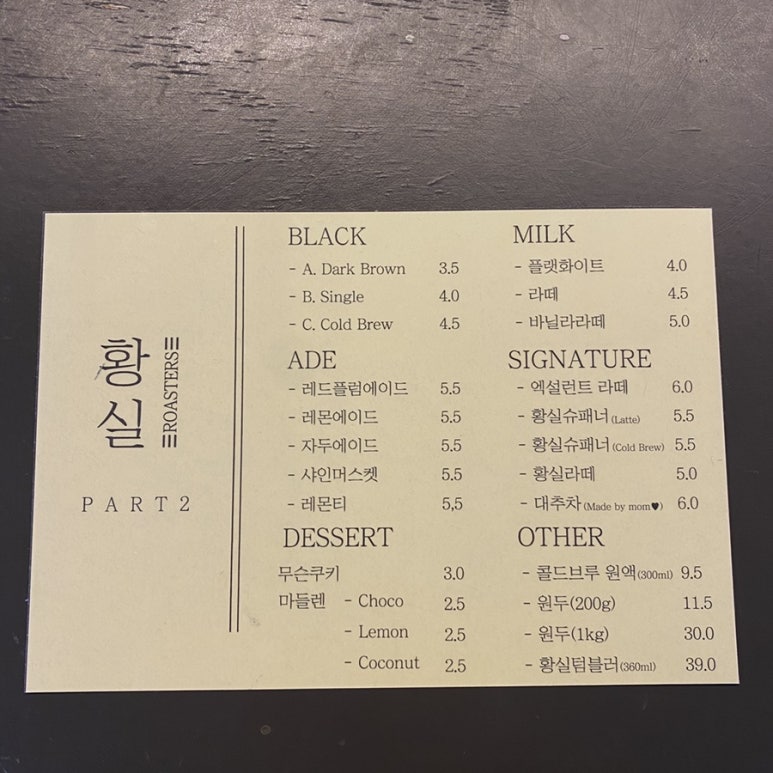 황실
ROASTERS
PART2
BLACK
- A. Dark Brown 3.5
- B. Single 4.0
- C. Cold Brew 4.5
ADE
- 레드플럼에이드 5.5
- 레몬에이드 5.5
- 자두에이드 5.5
- 샤인머스켓 5.5
- 레몬티 5,5
DESSERT
무슨쿠키 3.0
마들렌 - Choco 2.5
- Lemon 2.5
- Coconut 2.5
MILK
- 플랫화이트 4.0
- 라떼 4.5
- 바닐라라떼 5.0
SIGNATURE
- 엑설런트 라떼 6.0
- 황실슈패너 (Latte) 5.5
- 황실슈패너 (Cold Brew) 5.5
- 황실라떼 5.0
- 대추차 (Made by mom♥) 6.0
OTHER
- 콜드브루 원액(300ml) 9.5
- 원두(200g) 11.5
- 원두(1kg) 30.0
- 황실텀블러(360ml) 39.0